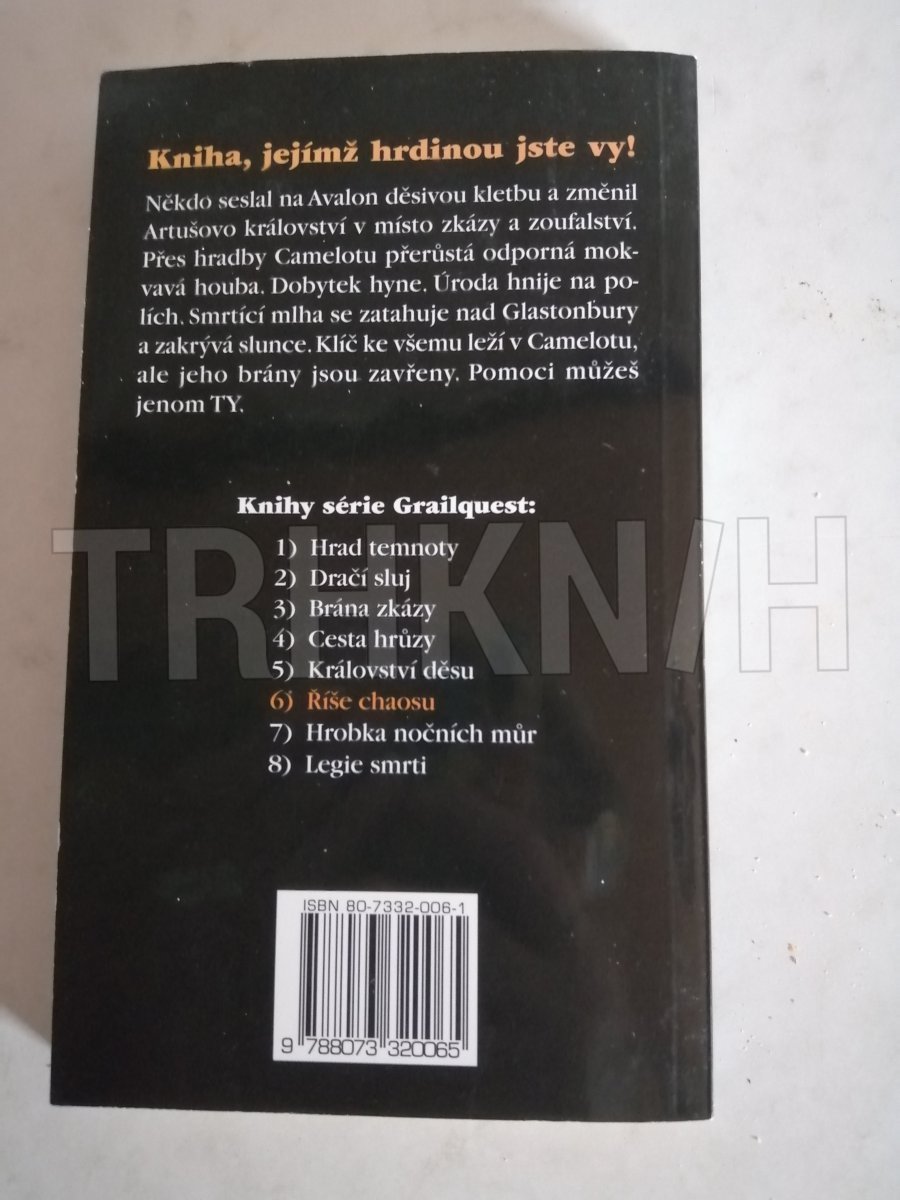 Kniha, jejímž hrdinou jste vy!
Někdo seslal na Avalon děsivou kletbu a změnil
Artušovo království v místo zkázy a zoufalství.
Přes hradby Camelotu přerůstá odporná mok-
vavá houba. Dobytek hyne. Úroda hnije na po-
lích. Smrtící mlha se zatahuje nad Glastonbury
a zakrývá slunce. Klíč ke všemu leží v Camelotu,
ale jeho brány jsou zavřeny. Pomoci můžeš
jenom TY.
Knihy série Grailquest:
1) Hrad temnoty
2) Dračí sluj
3) Brána zkázy
4) Cesta hrůzy
5) Království děsu
6) Říše chaosu
7) Hrobka nočních můr
8) Legie smrti
TRHKNIH
ISBN 80-7332-006-1
9 788073 320065